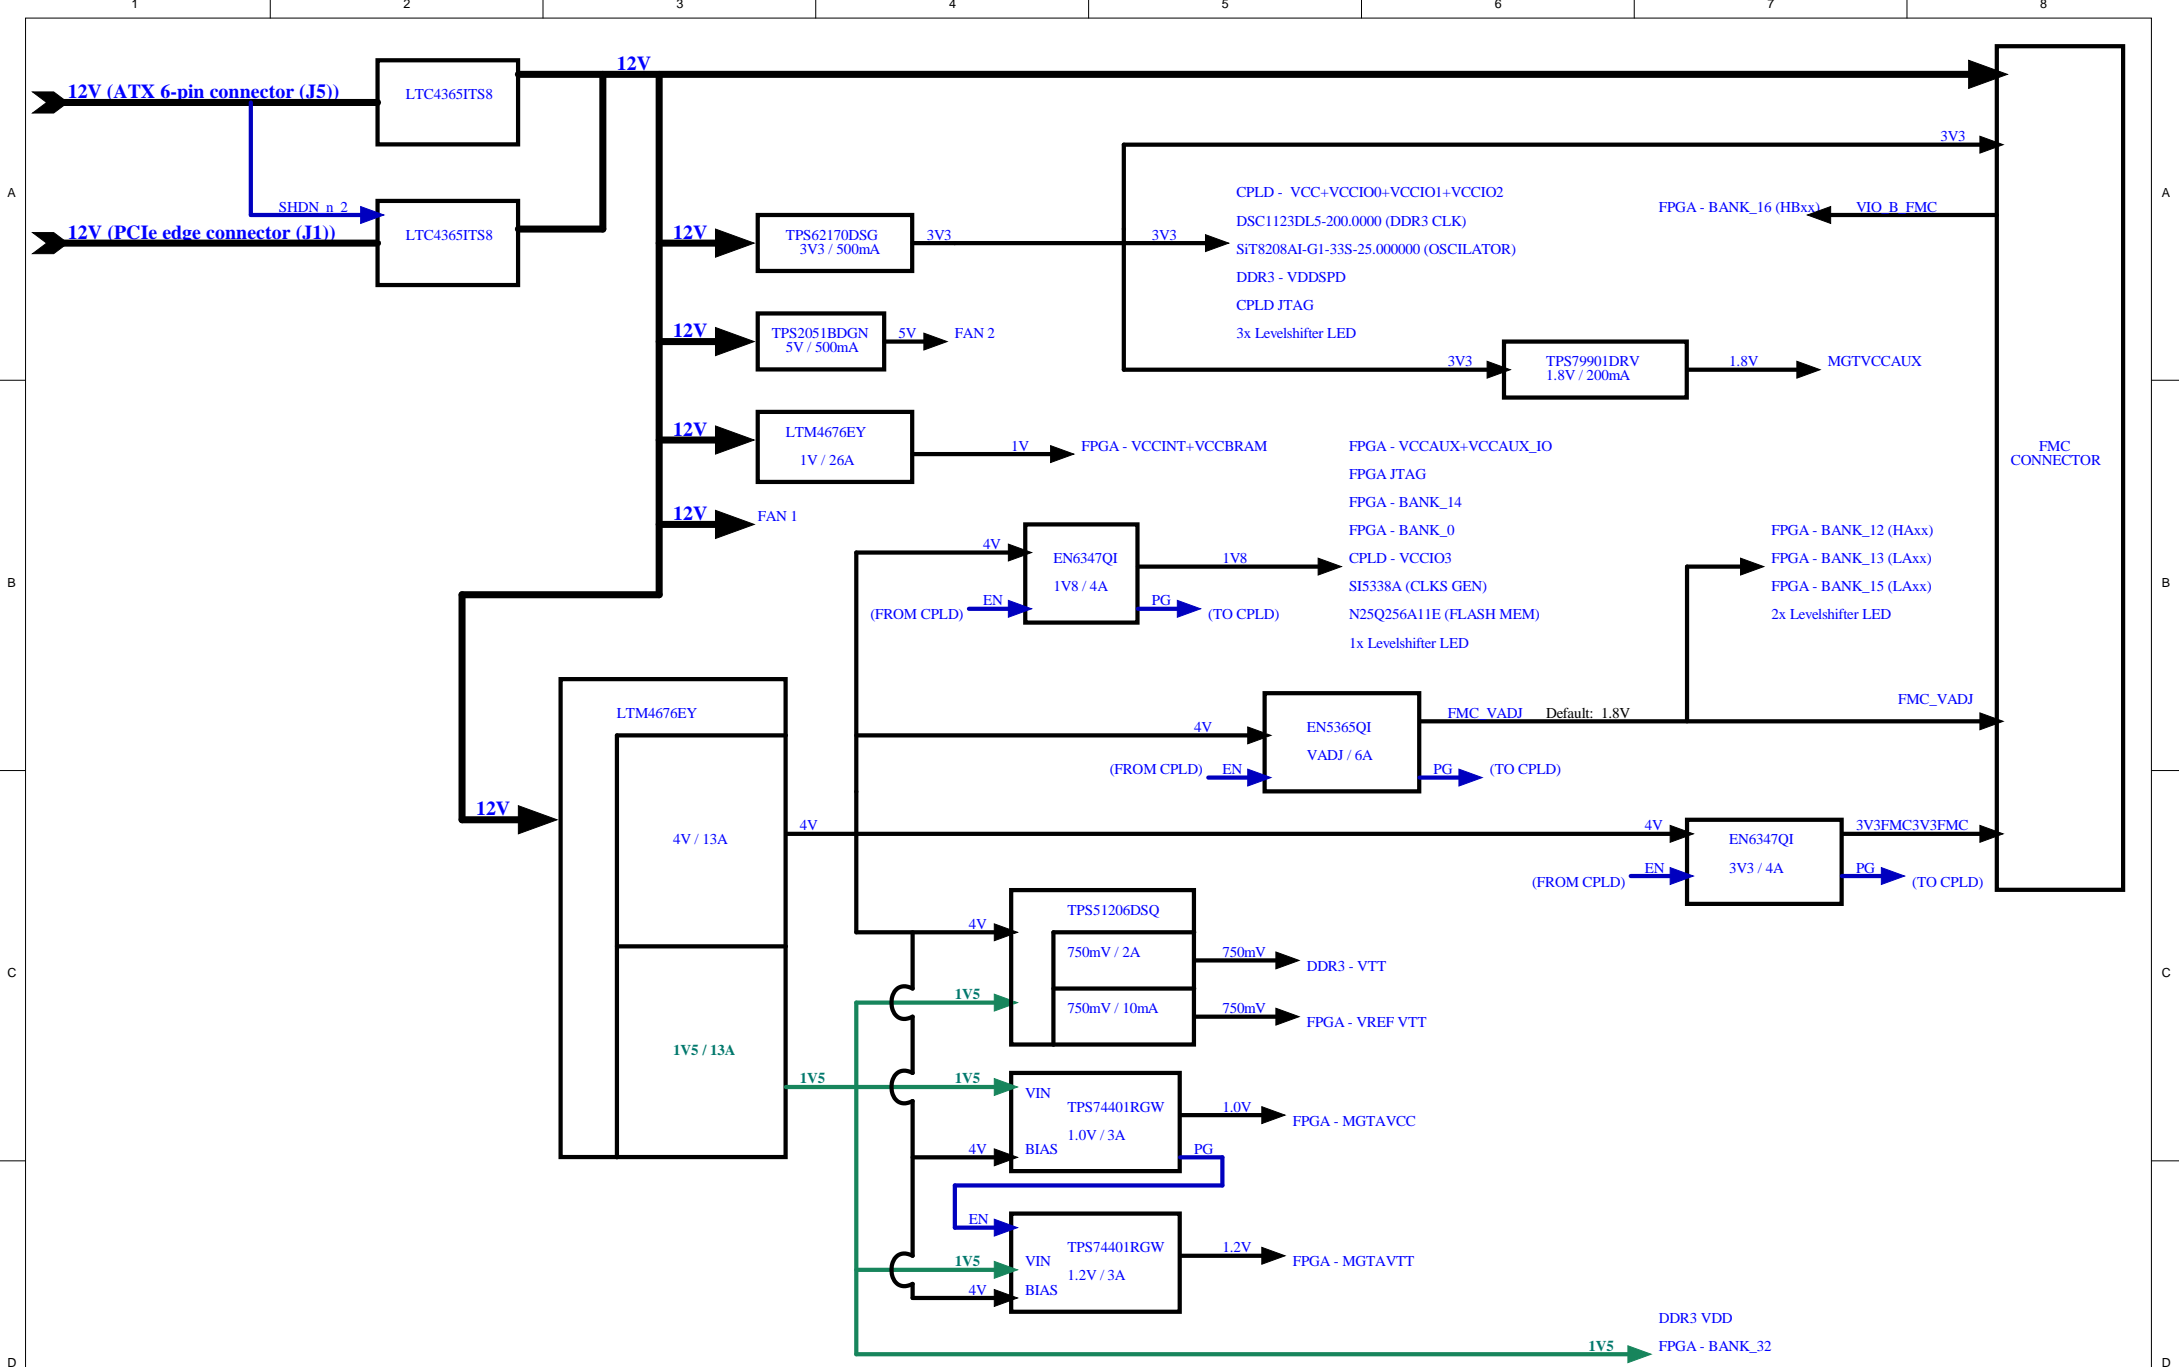 1 2 3 4 5 6 7 8
12V
12V (ATX 6-pin connector (J5))
LTC4365ITS8
3V3
A
A
SHDN_n_2
12V (PCIe edge connector (J1))
LTC4365ITS8
12V
TPS62170DSG
3V3 / 500mA
3V3
3V3
CPLD - VCC+VCCIO0+VCCIO1+VCCIO2
DSC1123DL5-200.0000 (DDR3 CLK)
SiT8208AI-G1-33S-25.000000 (OSCILATOR)
DDR3 - VDDSPD
CPLD JTAG
3x Levelshifter LED
FPGA - BANK_16 (HBxx)
VIO_B_FMC
12V
TPS2051BDGN
5V / 500mA
5V
FAN 2
3V3
TPS79901DRV
1.8V / 200mA
1.8V
MGTVCCAUX
12V
LTM4676EY
1V / 26A
1V
FPGA - VCCINT+VCCBRAM
FMC
CONNECTOR
12V
FAN 1
4V
EN6347QI
1V8 / 4A
EN
(FROM CPLD)
1V8
PG
(TO CPLD)
FPGA - VCCAUX+VCCAUX_IO
FPGA JTAG
FPGA - BANK_14
FPGA - BANK_0
CPLD - VCCIO3
SI5338A (CLKS GEN)
N25Q256A11E (FLASH MEM)
1x Levelshifter LED
FPGA - BANK_12 (HAxx)
FPGA - BANK_13 (LAxx)
FPGA - BANK_15 (LAxx)
2x Levelshifter LED
B
B
4V
EN5365QI
VADJ / 6A
(FROM CPLD)
EN
FMC_VADJ
Default: 1.8V
FMC_VADJ
PG
(TO CPLD)
12V
LTM4676EY
4V / 13A
1V5 / 13A
4V
4V
EN6347QI
3V3 / 4A
(FROM CPLD)
EN
3V3FMC3V3FMC
PG
(TO CPLD)
C
C
4V
1V5
TPS51206DSQ
750mV / 2A
750mV / 10mA
750mV
DDR3 - VTT
750mV
FPGA - VREF VTT
1V5
1V5
4V
VIN
TPS74401RGW
1.0V / 3A
BIAS
1.0V
FPGA - MGTAVCC
PG
EN
1V5
4V
TPS74401RGW
VIN
1.2V / 3A
BIAS
1.2V
FPGA - MGTAVTT
1V5
DDR3 VDD
FPGA - BANK_32
D
D